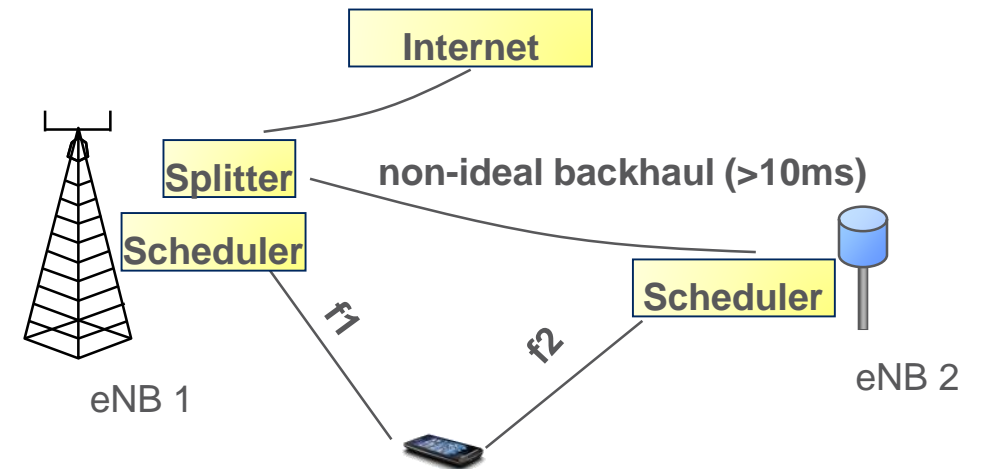 Internet
Splitter
non-ideal backhaul (>10ms)
Scheduler
Scheduler
f1
f2
eNB 1
eNB 2